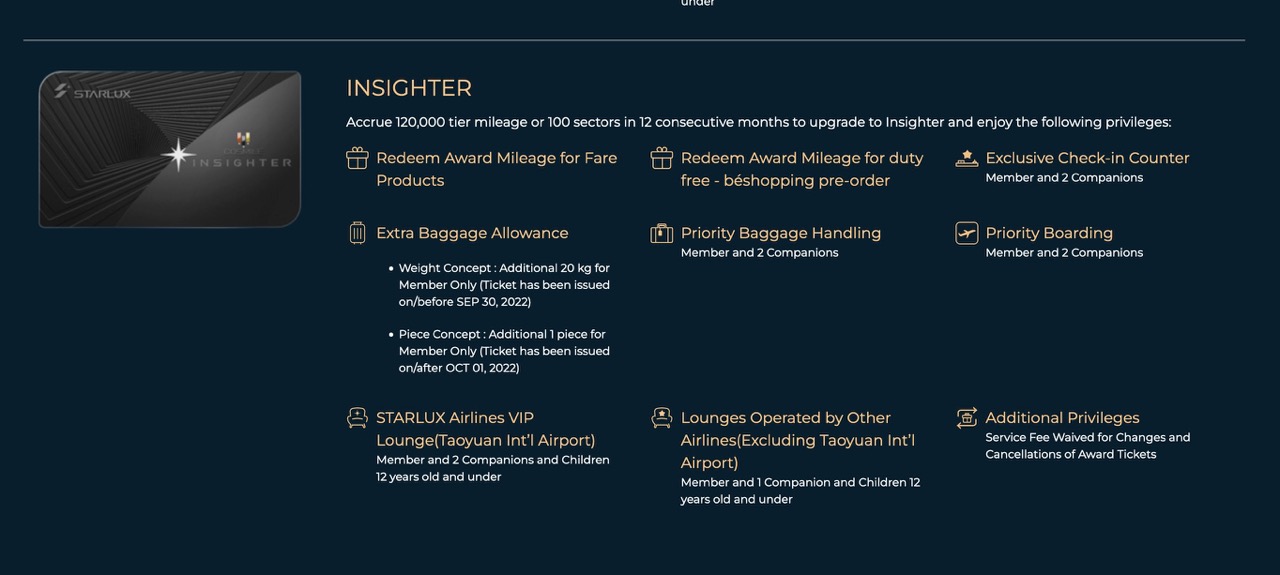 under
STARLUX
INSIGHTER
INSIGHTER
Accrue 120,000 tier mileage or 100 sectors in 12 consecutive months to upgrade to Insighter and enjoy the following privileges:
Redeem Award Mileage for Fare
Products
Redeem Award Mileage for duty
free - béshopping pre-order
Exclusive Check-in Counter
Member and 2 Companions
Extra Baggage Allowance
• Weight Concept : Additional 20 kg for
Member Only (Ticket has been issued
on/before SEP 30, 2022)
• Piece Concept : Additional 1 piece for
Member Only (Ticket has been issued
on/after OCT 01, 2022)
Priority Baggage Handling
Member and 2 Companions
Priority Boarding
Member and 2 Companions
STARLUX Airlines VIP
Lounge(Taoyuan Int'l Airport)
Member and 2 Companions and Children
12 years old and under
Lounges Operated by Other
Airlines(Excluding Taoyuan Int'l
Airport)
Member and 1 Companion and Children 12
years old and under
Additional Privileges
Service Fee Waived for Changes and
Cancellations of Award Tickets